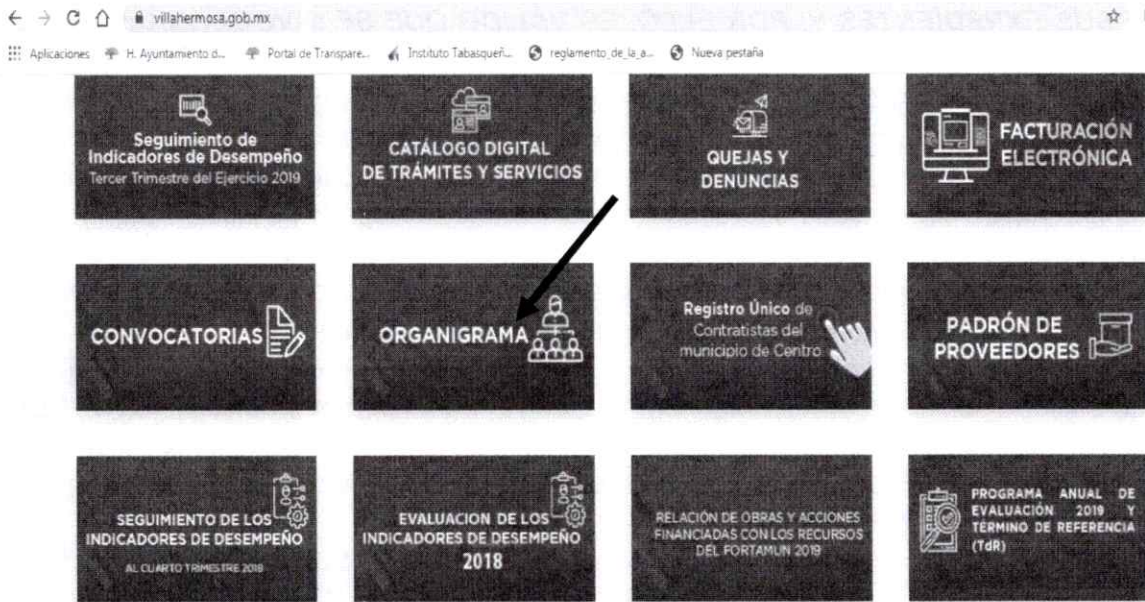 villahermosa.gob.mx
Aplicaciones
H. Ayuntamiento d...
Portal de Transpare...
Instituto Tabasqueñ...
reglamento_de_la_a...
Nueva pestaña
Seguimiento de
Indicadores de Desempeño
Tercer Trimestre del Ejercicio 2019
CATÁLOGO DIGITAL
DE TRÁMITES Y SERVICIOS
QUEJAS Y
DENUNCIAS
FACTURACIÓN
ELECTRÓNICA
CONVOCATORIAS
ORGANIGRAMA
Registro Único de
Contratistas del
municipio de Centro
PADRÓN DE
PROVEEDORES
SEGUIMIENTO DE LOS
INDICADORES DE DESEMPEÑO
AL CUARTO TRIMESTRE 2018
EVALUACION DE LOS
INDICADORES DE DESEMPEÑO
2018
RELACIÓN DE OBRAS Y ACCIONES
FINANCIADAS CON LOS RECURSOS
DEL FORTAMUN 2019
PROGRAMA ANUAL DE
EVALUACIÓN 2019 Y
TÉRMINO DE REFERENCIA
(TdR)